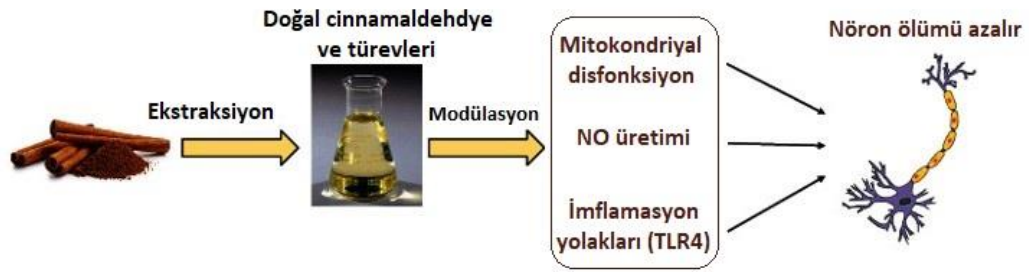 Doğal cinnamaldehdye
ve türevleri
Ekstraksiyon
Modülasyon
Mitokondriyal
disfonksiyon
NO üretimi
İmflamasyon
yolakları (TLR4)
Nöron ölümü azalır